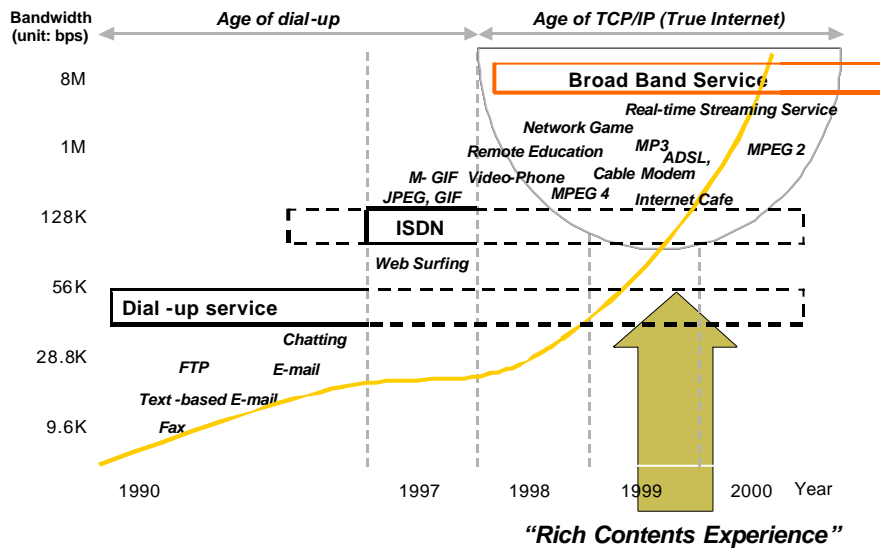 Bandwidth
(unit: bps)
Age of dial-up
Age of TCP/IP (True Internet)
8M
Broad Band Service
Real-time Streaming Service
Network Game
1M
MP3
Remote Education
ADSL,
MPEG 2
Cable Modem
M- GIF
Video-Phone
JPEG, GIF
MPEG 4
Internet Cafe
128K
ISDN
Web Surfing
56K
Dial -up service
Chatting
28.8K
FTP
E-mail
Text -based E-mail
9.6K
Fax
1990
1997
1998
1999
2000
Year
“Rich Contents Experience”